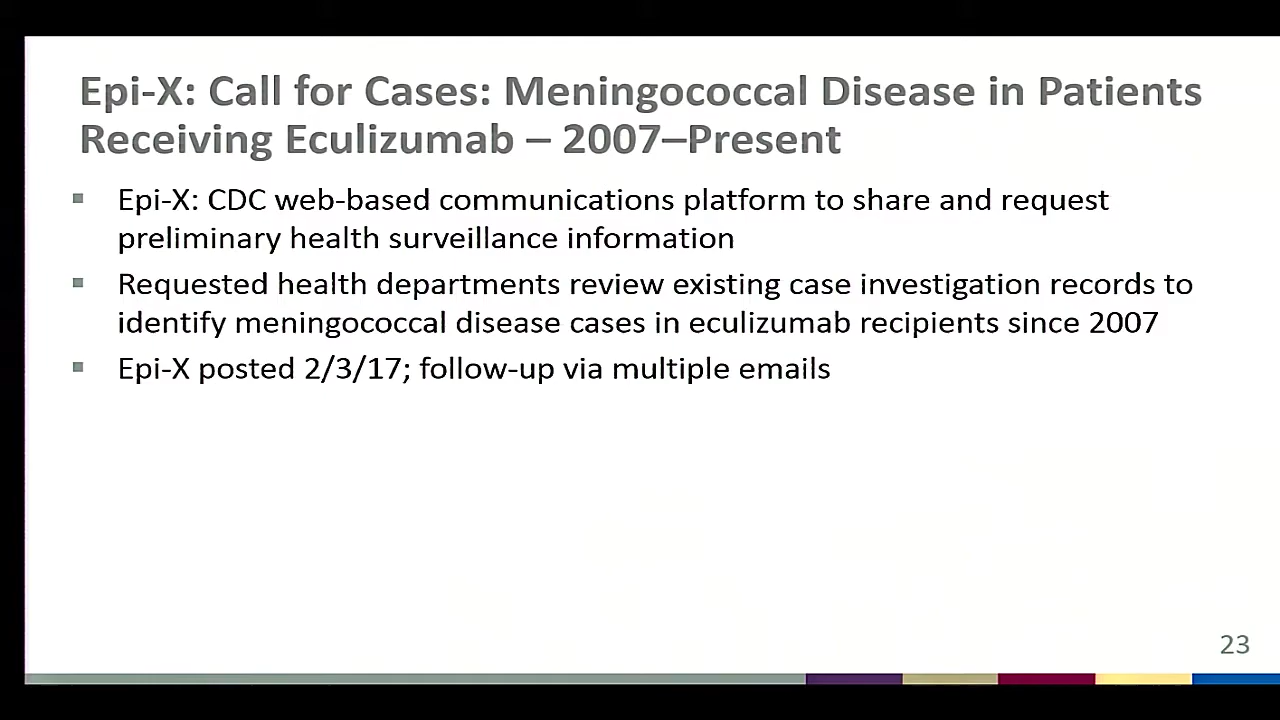 Epi-X: Call for Cases: Meningococcal Disease in Patients
Receiving Eculizumab – 2007–Present
▪ Epi-X: CDC web-based communications platform to share and request
preliminary health surveillance information
▪ Requested health departments review existing case investigation records to
identify meningococcal disease cases in eculizumab recipients since 2007
▪ Epi-X posted 2/3/17; follow-up via multiple emails
23